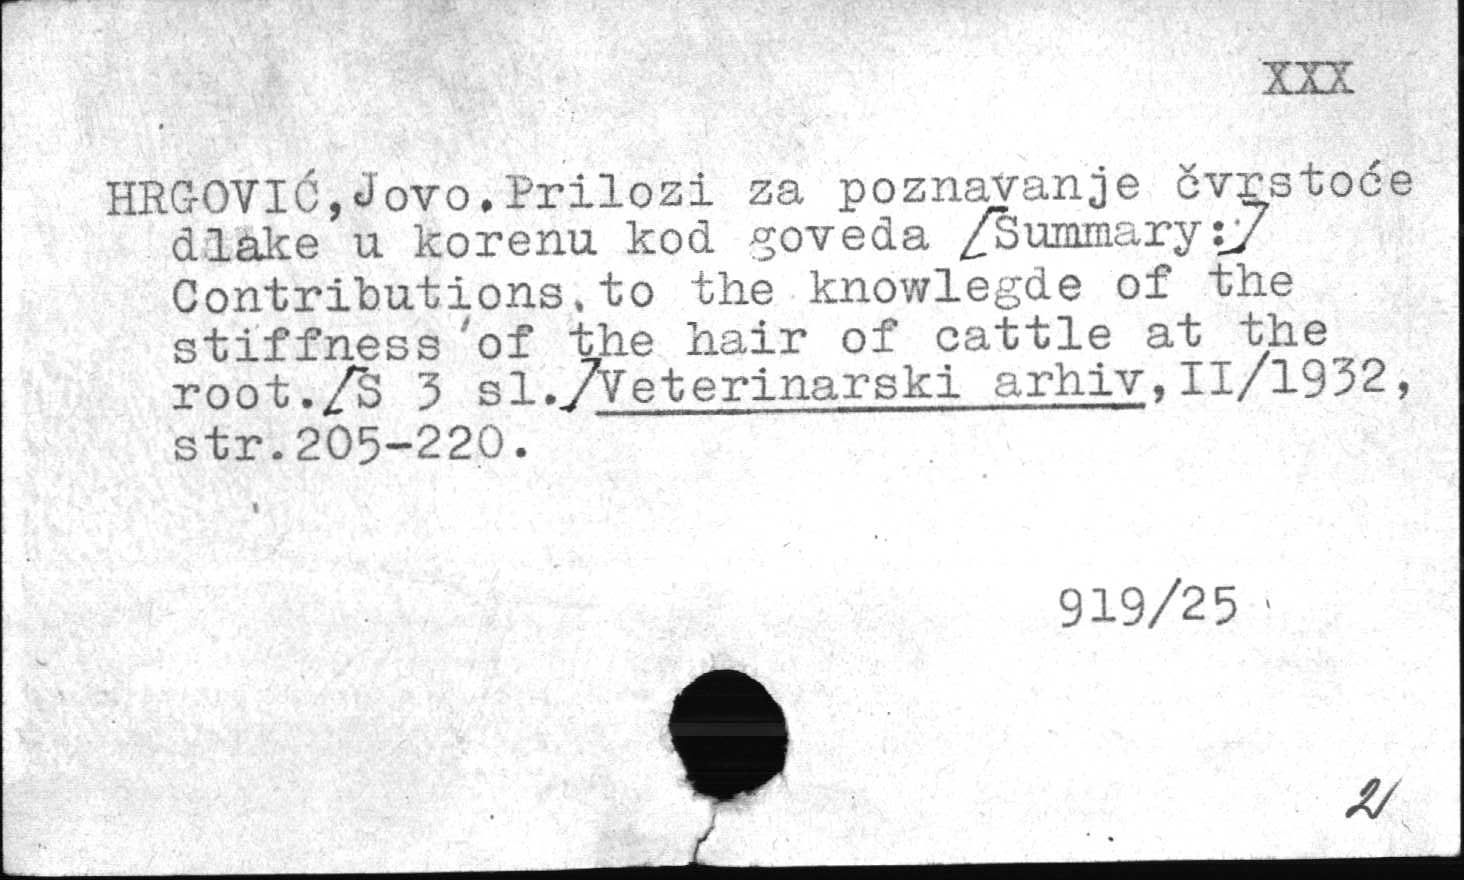 XXX
HRGOVIĆ,Jovo.Prilozi za poznavanje čvrstoće
dlake u korenu kod goveda [Summary:]
Contributions to the knowlegde of the
stiffness of the hair of cattle at the
root.[S 3 sl.]Veterinarski arhiv,II/1932,
str.205-220.
919/25
2